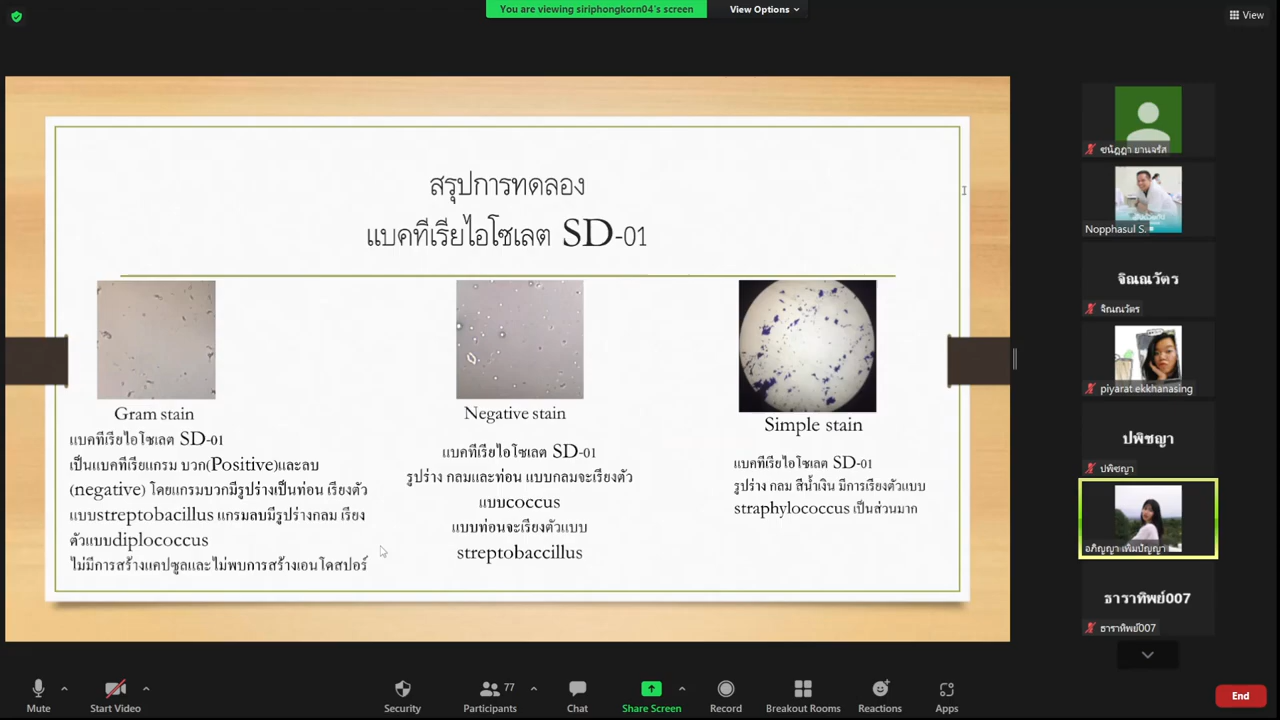 You are viewing siriphongkorn04's screen
View Options
View
สรุปการทดลอง
แบคทีเรียไอโซเลต SD-01
Gram stain
แบคทีเรียไอโซเลต SD-01
เป็นแบคทีเรียแกรม บวก(Positive)และลบ
(negative) โดยแกรมบวกมีรูปร่างเป็นท่อน เรียงตัว
แบบstreptobacillus แกรมลบมีรูปร่างกลม เรียง
ตัวแบบdiplococcus
ไม่มีการสร้างแคปซูลและไม่พบการสร้างเอนโดสปอร์
Negative stain
แบคทีเรียไอโซเลต SD-01
รูปร่าง กลมและท่อน แบบกลมจะเรียงตัว
แบบcoccus
แบบท่อนจะเรียงตัวแบบ
streptobaccillus
Simple stain
แบคทีเรียไอโซเลต SD-01
รูปร่าง กลม สีน้ำเงิน มีการเรียงตัวแบบ
straphylococcus เป็นส่วนมาก
ชนัฎฎา ยานจรัส
Nopphasul S.
จิณณวัตร
จิณณวัตร
piyarat ekkhanasing
ปพิชญา
ปพิชญา
อภิญญา เพิ่มปัญญา
ธาราทิพย์007
ธาราทิพย์007
Mute
Start Video
Security
77
Participants
Chat
Share Screen
Record
Breakout Rooms
Reactions
Apps
End